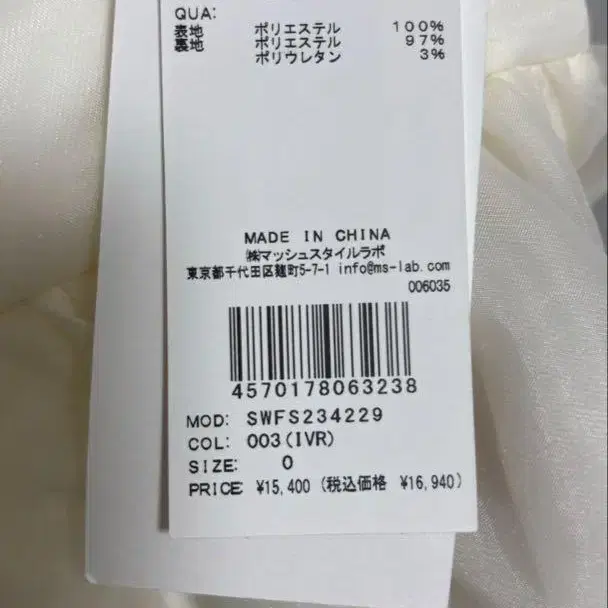 QUA:
表地 ポリエステル 100%
裏地 ポリエステル 97%
ポリウレタン 3%
MADE IN CHINA
㈱マッシュスタイルラボ
東京都千代田区麹町5-7-1 info@ms-lab.com
006035
4570178063238
MOD: SWFS234229
COL: 003(IVR)
SIZE: 0
PRICE: ¥15,400 (税込価格 ¥16,940)